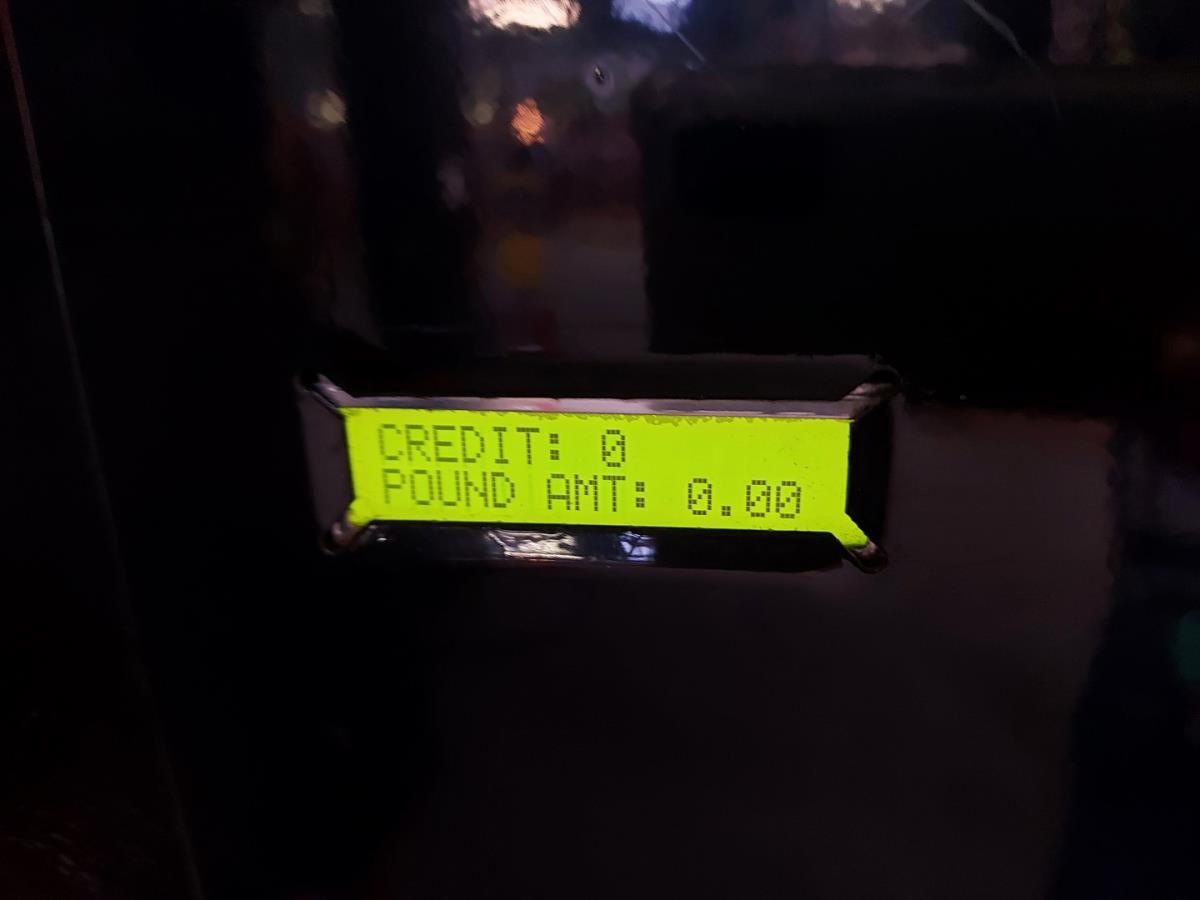 CREDIT: 0
POUND AMT: 0.00